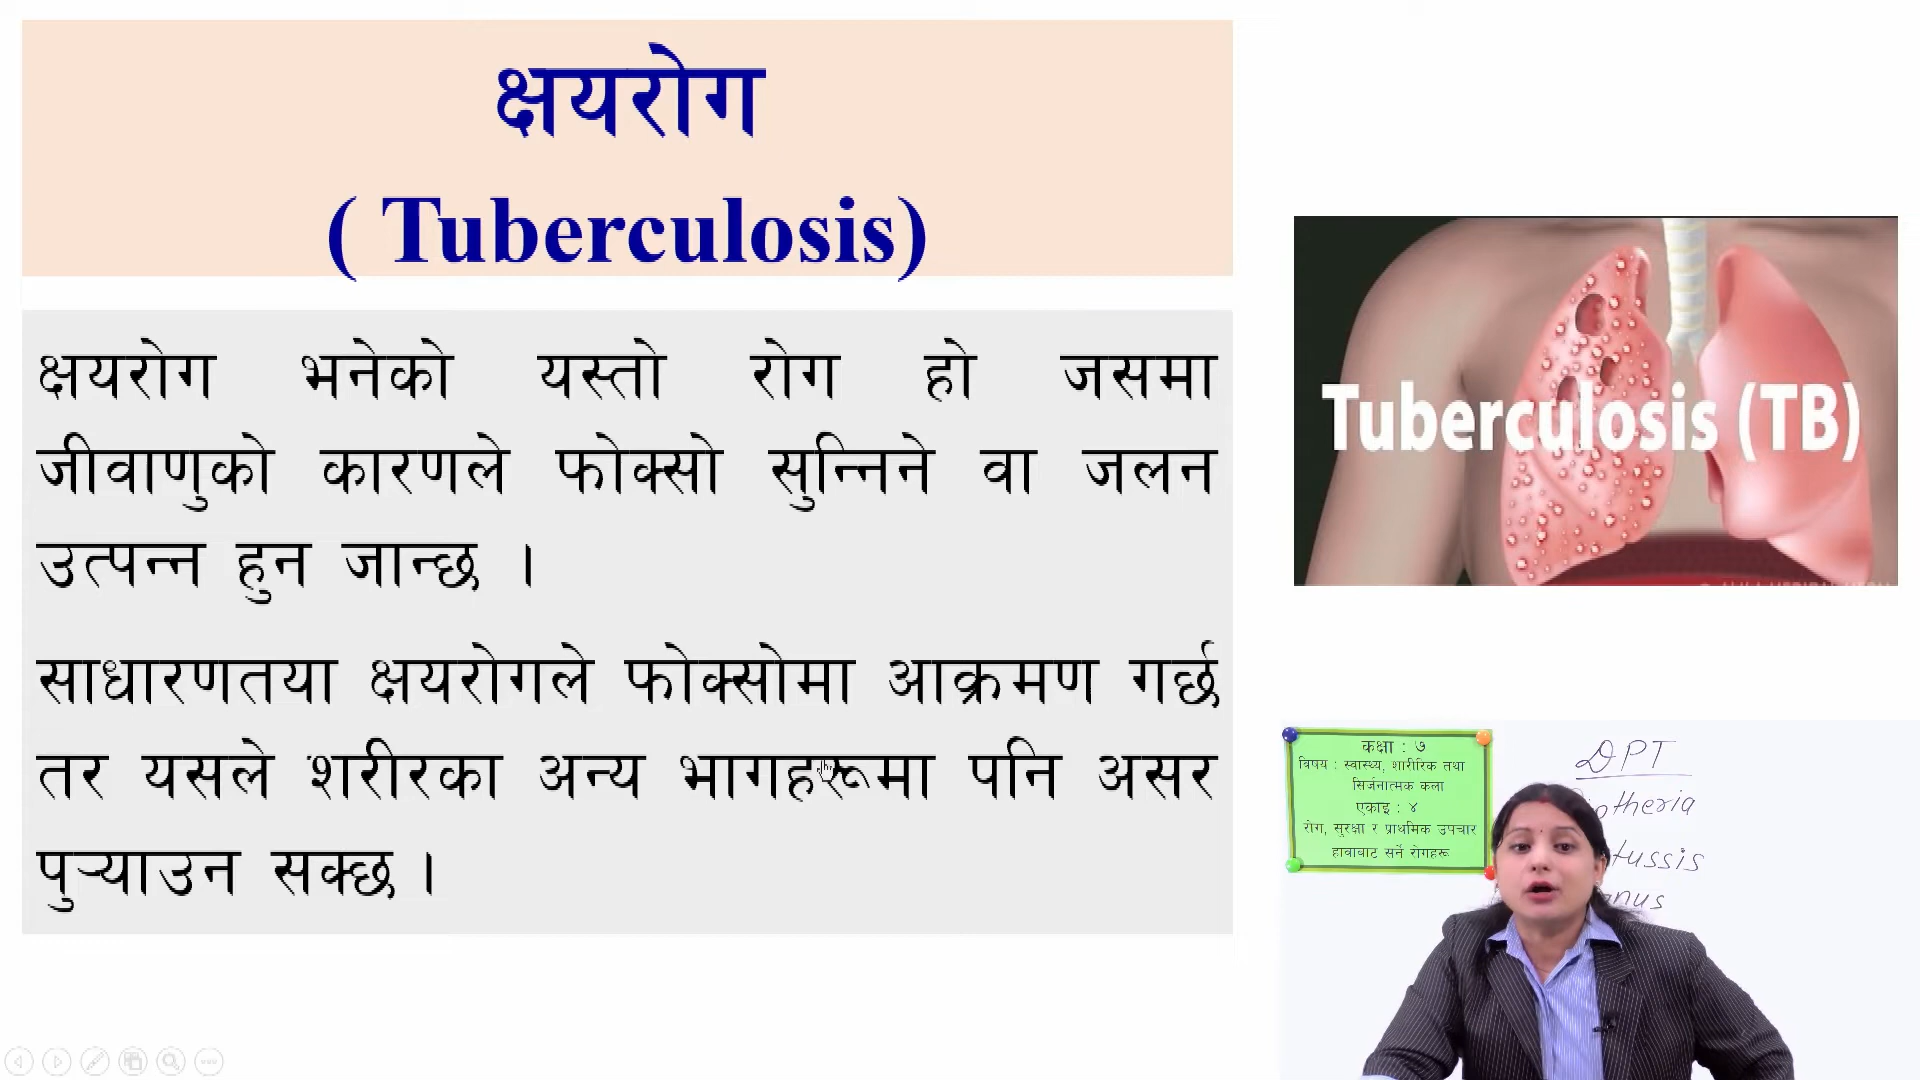 क्षयरोग
( Tuberculosis)
क्षयरोग भनेको यस्तो रोग हो जसमा
जीवाणुको कारणले फोक्सो सुन्निने वा जलन
उत्पन्न हुन जान्छ ।
साधारणतया क्षयरोगले फोक्सोमा आक्रमण गर्छ
तर यसले शरीरका अन्य भागहरूमा पनि असर
पुऱ्याउन सक्छ ।
Tuberculosis (TB)
कक्षा : ७
विषय : स्वास्थ्य, शारीरिक तथा
सिर्जनात्मक कला
एकाइ : ४
रोग, सुरक्षा र प्राथमिक उपचार
हावाबाट सर्ने रोगहरू
DPT